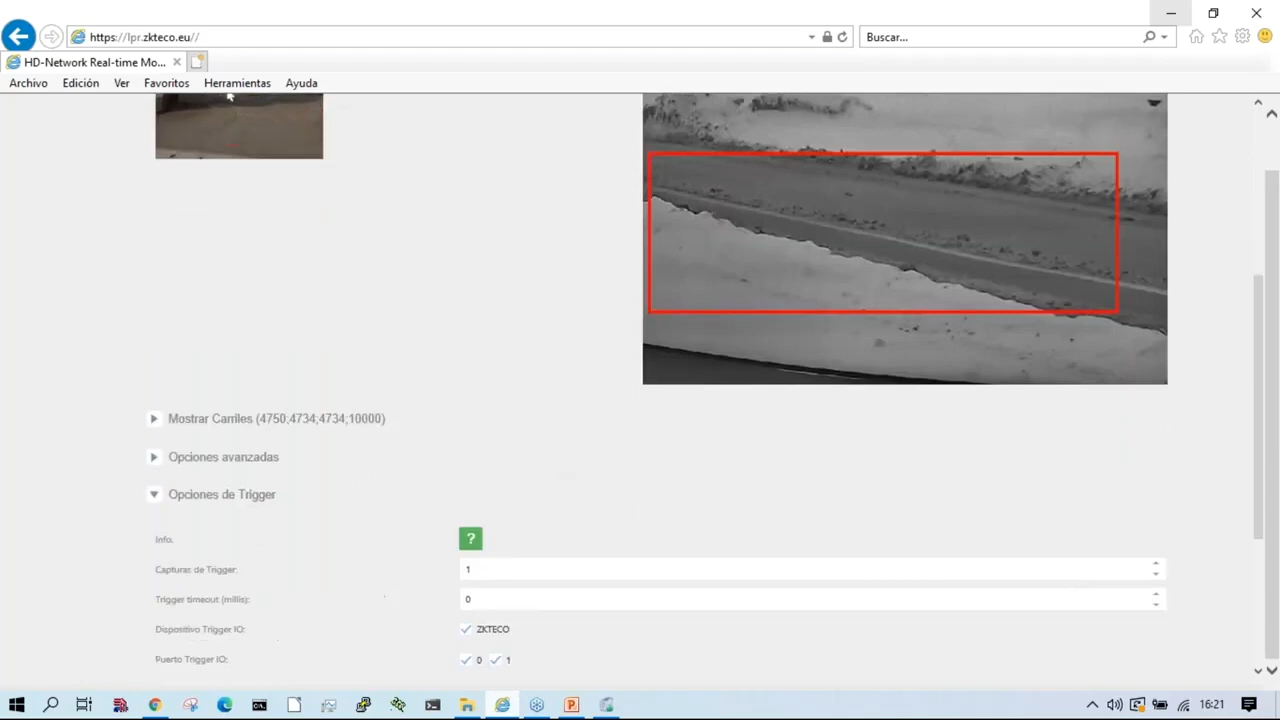 https://lpr.zkteco.eu//
Buscar...
HD-Network Real-time Mo...
Archivo Edición Ver Favoritos Herramientas Ayuda
Mostrar Carriles (4750;4734;4734;10000)
Opciones avanzadas
Opciones de Trigger
Info. ?
Capturas de Trigger: 1
Trigger timeout (millis): 0
Dispositivo Trigger IO: ZKTECO
Puerto Trigger IO: 0 1
16:21